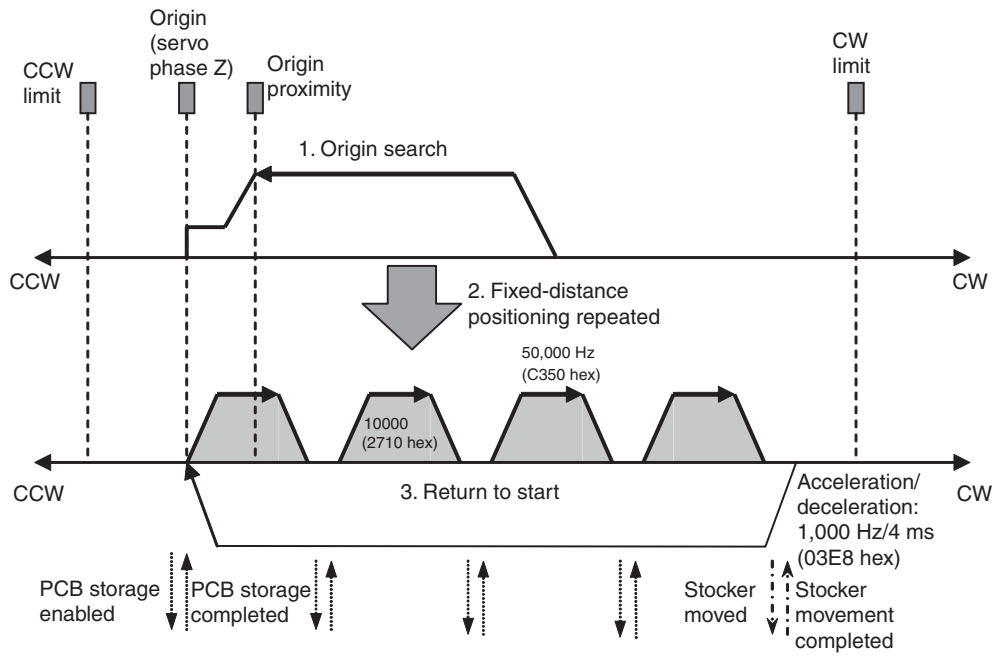 Origin
(servo
phase Z)
CCW
limit
Origin
proximity
CW
limit
1. Origin search
CCW
CW
2. Fixed-distance
positioning repeated
50,000 Hz
(C350 hex)
10000
(2710 hex)
CCW
3. Return to start
CW
Acceleration/
deceleration:
1,000 Hz/4 ms
(03E8 hex)
PCB storage
enabled
PCB storage
completed
Stocker
moved
Stocker
movement
completed